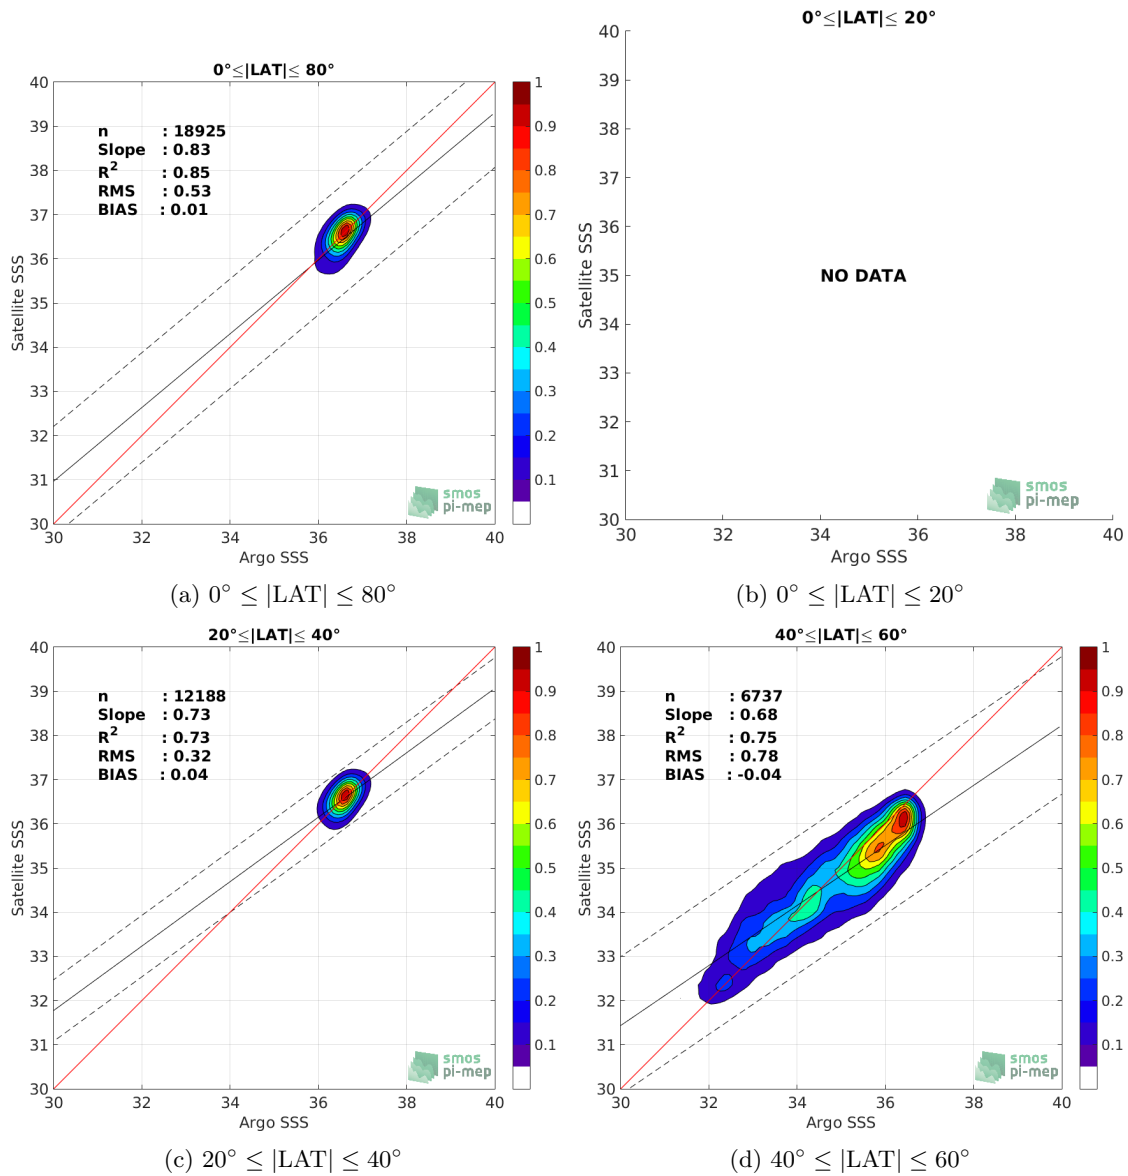 0°≤|LAT|≤ 80°
40
39
38
37
36
35
34
33
32
31
30
Satellite SSS
n : 18925
Slope : 0.83
R² : 0.85
RMS : 0.53
BIAS : 0.01
smos
pi-mep
30 32 34 36 38 40
Argo SSS
1
0.9
0.8
0.7
0.6
0.5
0.4
0.3
0.2
0.1
(a) 0° ≤ |LAT| ≤ 80°
0°≤|LAT|≤ 20°
40
39
38
37
36
35
34
33
32
31
30
Satellite SSS
NO DATA
smos
pi-mep
30 32 34 36 38 40
Argo SSS
(b) 0° ≤ |LAT| ≤ 20°
20°≤|LAT|≤ 40°
40
39
38
37
36
35
34
33
32
31
30
Satellite SSS
n : 12188
Slope : 0.73
R² : 0.73
RMS : 0.32
BIAS : 0.04
smos
pi-mep
30 32 34 36 38 40
Argo SSS
1
0.9
0.8
0.7
0.6
0.5
0.4
0.3
0.2
0.1
(c) 20° ≤ |LAT| ≤ 40°
40°≤|LAT|≤ 60°
40
39
38
37
36
35
34
33
32
31
30
Satellite SSS
n : 6737
Slope : 0.68
R² : 0.75
RMS : 0.78
BIAS : -0.04
smos
pi-mep
30 32 34 36 38 40
Argo SSS
1
0.9
0.8
0.7
0.6
0.5
0.4
0.3
0.2
0.1
(d) 40° ≤ |LAT| ≤ 60°